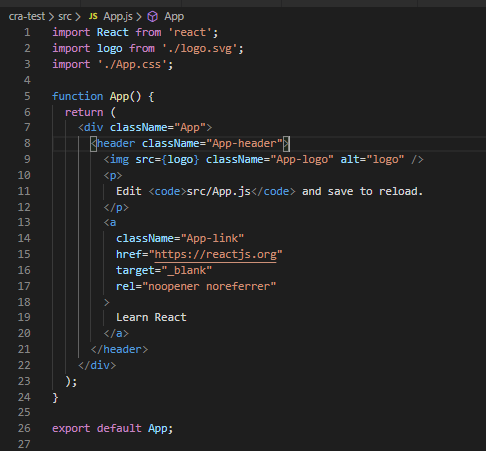 cra-test > src > App.js > App
1 import React from 'react';
2 import logo from './logo.svg';
3 import './App.css';
4
5 function App() {
6   return (
7     <div className="App">
8       <header className="App-header">
9         <img src={logo} className="App-logo" alt="logo" />
10         <p>
11           Edit <code>src/App.js</code> and save to reload.
12         </p>
13         <a
14           className="App-link"
15           href="https://reactjs.org"
16           target="_blank"
17           rel="noopener noreferrer"
18         >
19           Learn React
20         </a>
21       </header>
22     </div>
23   );
24 }
25
26 export default App;
27